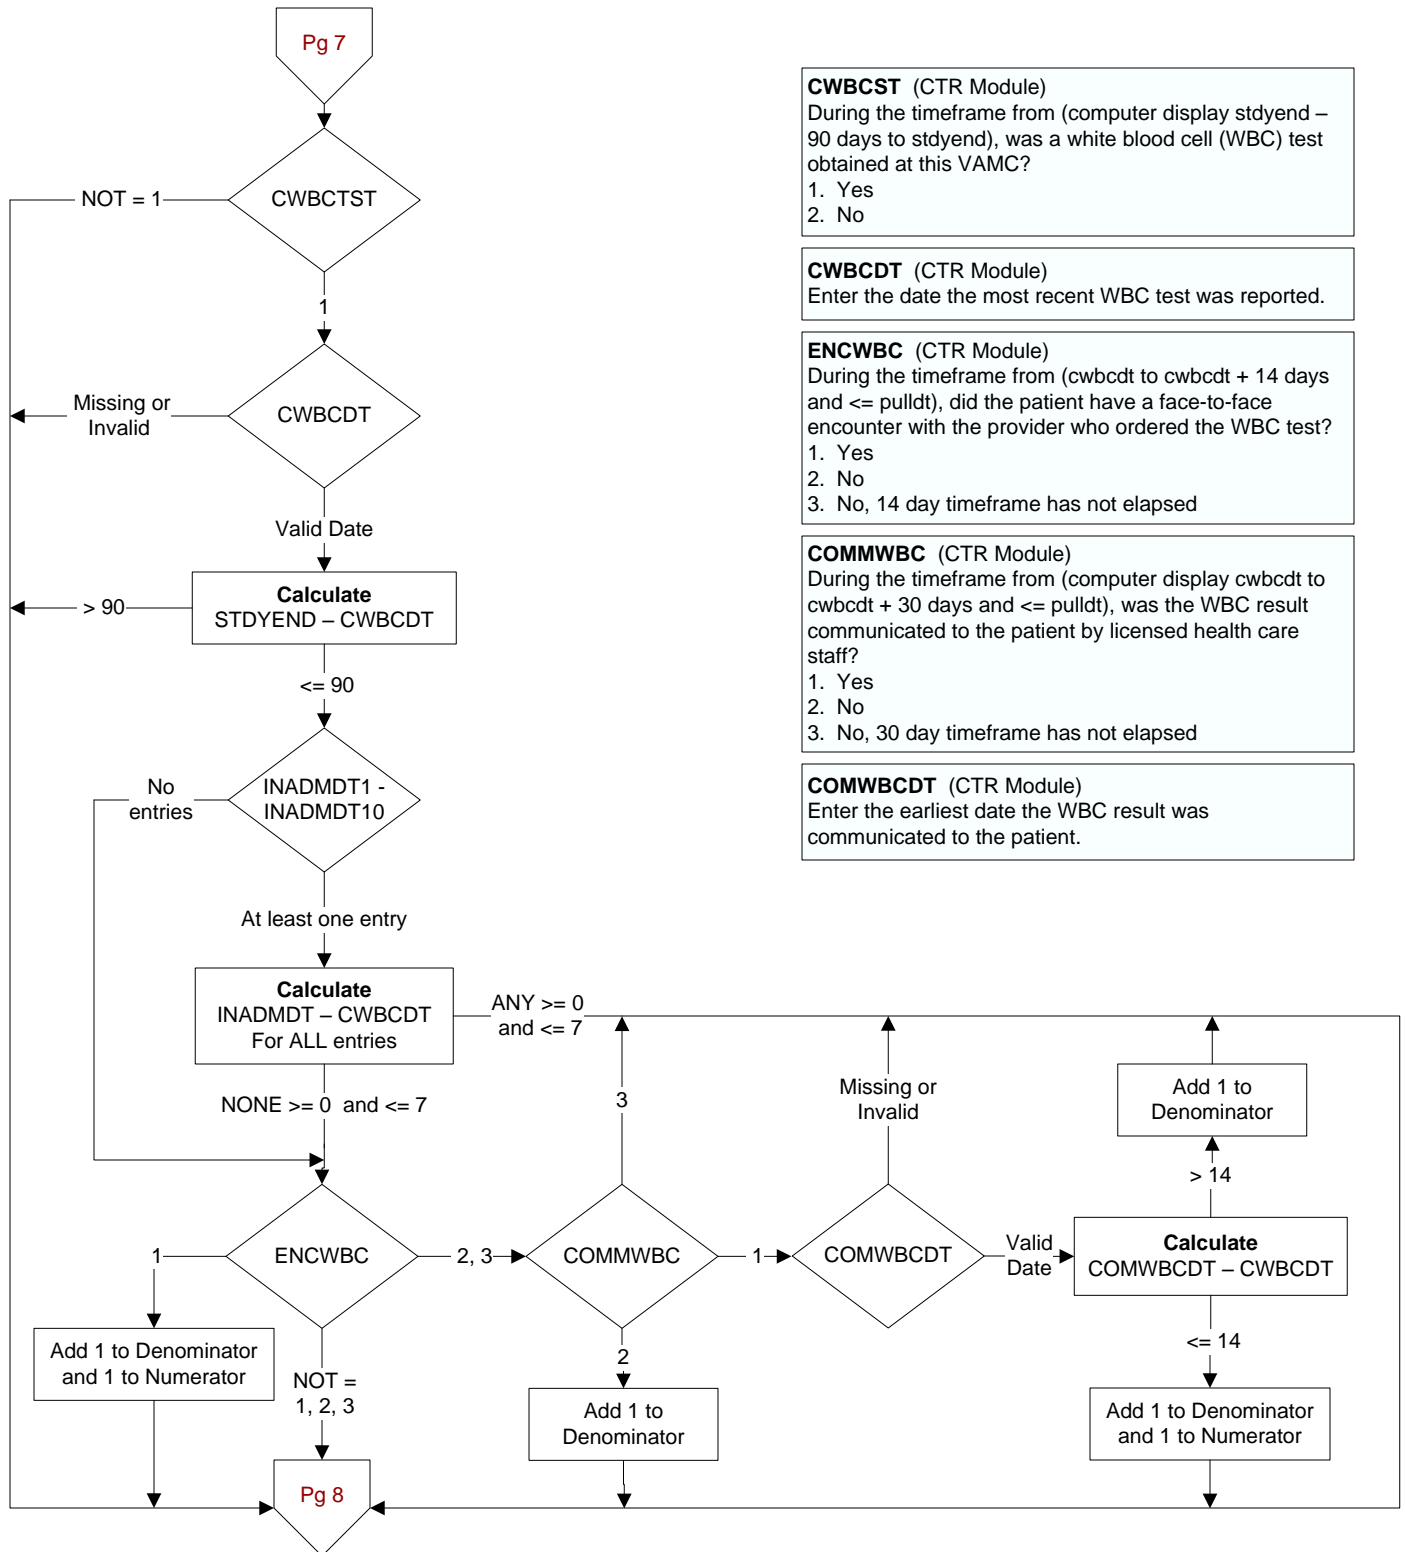 Pg 7
CWBCTST
NOT = 1
1
CWBCDT
Missing or
Invalid
Valid Date
Calculate
STDYEND – CWBCDT
> 90
<= 90
INADMDT1 -
INADMDT10
No
entries
At least one entry
Calculate
INADMDT – CWBCDT
For ALL entries
ANY >= 0
and <= 7
NONE >= 0 and <= 7
ENCWBC
1
Add 1 to Denominator
and 1 to Numerator
NOT =
1, 2, 3
2, 3
COMMWBC
3
2
Add 1 to
Denominator
1
COMWBCDT
Missing or
Invalid
Valid
Date
Calculate
COMWBCDT – CWBCDT
> 14
Add 1 to
Denominator
<= 14
Add 1 to Denominator
and 1 to Numerator
Pg 8
CWBCST (CTR Module)
During the timeframe from (computer display stdyend –
90 days to stdyend), was a white blood cell (WBC) test
obtained at this VAMC?
1. Yes
2. No
CWBCDT (CTR Module)
Enter the date the most recent WBC test was reported.
ENCWBC (CTR Module)
During the timeframe from (cwbcdt to cwbcdt + 14 days
and <= pulldt), did the patient have a face-to-face
encounter with the provider who ordered the WBC test?
1. Yes
2. No
3. No, 14 day timeframe has not elapsed
COMMWBC (CTR Module)
During the timeframe from (computer display cwbcdt to
cwbcdt + 30 days and <= pulldt), was the WBC result
communicated to the patient by licensed health care
staff?
1. Yes
2. No
3. No, 30 day timeframe has not elapsed
COMWBCDT (CTR Module)
Enter the earliest date the WBC result was
communicated to the patient.